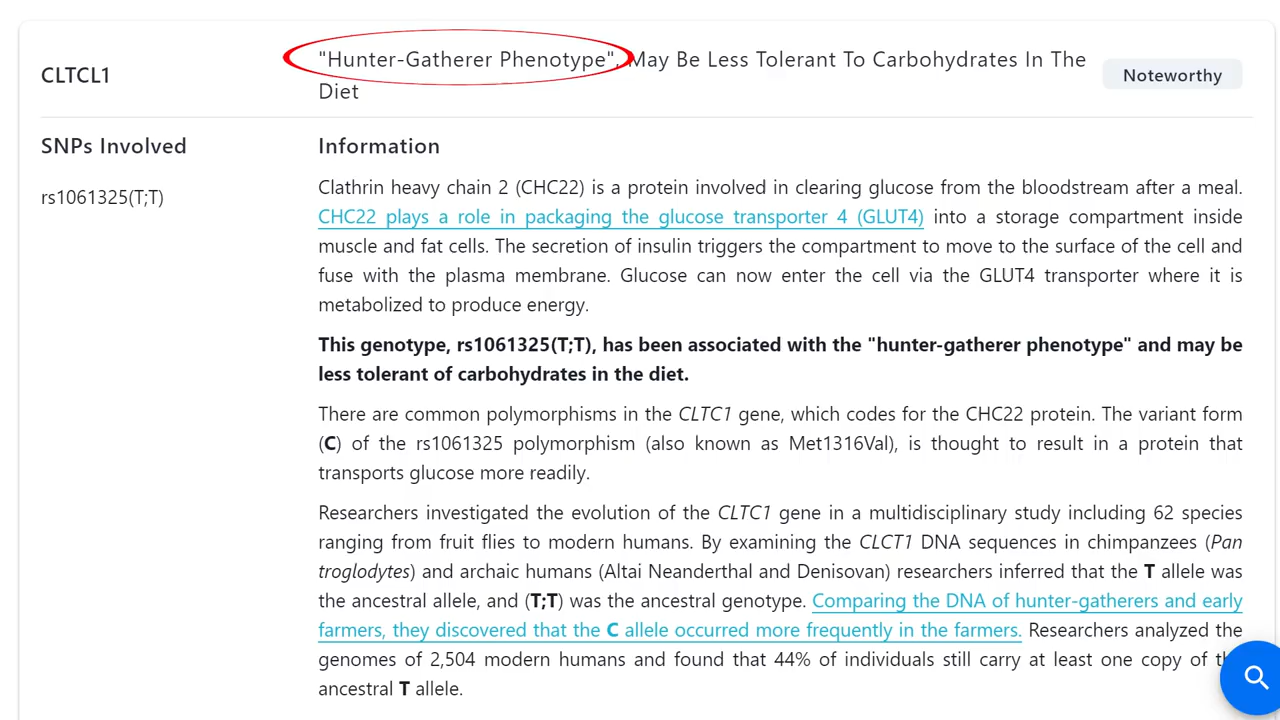 CLTCL1
"Hunter-Gatherer Phenotype", May Be Less Tolerant To Carbohydrates In The
Diet
Noteworthy
SNPs Involved
Information
rs1061325(T;T)
Clathrin heavy chain 2 (CHC22) is a protein involved in clearing glucose from the bloodstream after a meal.
CHC22 plays a role in packaging the glucose transporter 4 (GLUT4) into a storage compartment inside
muscle and fat cells. The secretion of insulin triggers the compartment to move to the surface of the cell and
fuse with the plasma membrane. Glucose can now enter the cell via the GLUT4 transporter where it is
metabolized to produce energy.
This genotype, rs1061325(T;T), has been associated with the "hunter-gatherer phenotype" and may be
less tolerant of carbohydrates in the diet.
There are common polymorphisms in the CLTC1 gene, which codes for the CHC22 protein. The variant form
(C) of the rs1061325 polymorphism (also known as Met1316Val), is thought to result in a protein that
transports glucose more readily.
Researchers investigated the evolution of the CLTC1 gene in a multidisciplinary study including 62 species
ranging from fruit flies to modern humans. By examining the CLCT1 DNA sequences in chimpanzees (Pan
troglodytes) and archaic humans (Altai Neanderthal and Denisovan) researchers inferred that the T allele was
the ancestral allele, and (T;T) was the ancestral genotype. Comparing the DNA of hunter-gatherers and early
farmers, they discovered that the C allele occurred more frequently in the farmers. Researchers analyzed the
genomes of 2,504 modern humans and found that 44% of individuals still carry at least one copy of the
ancestral T allele.